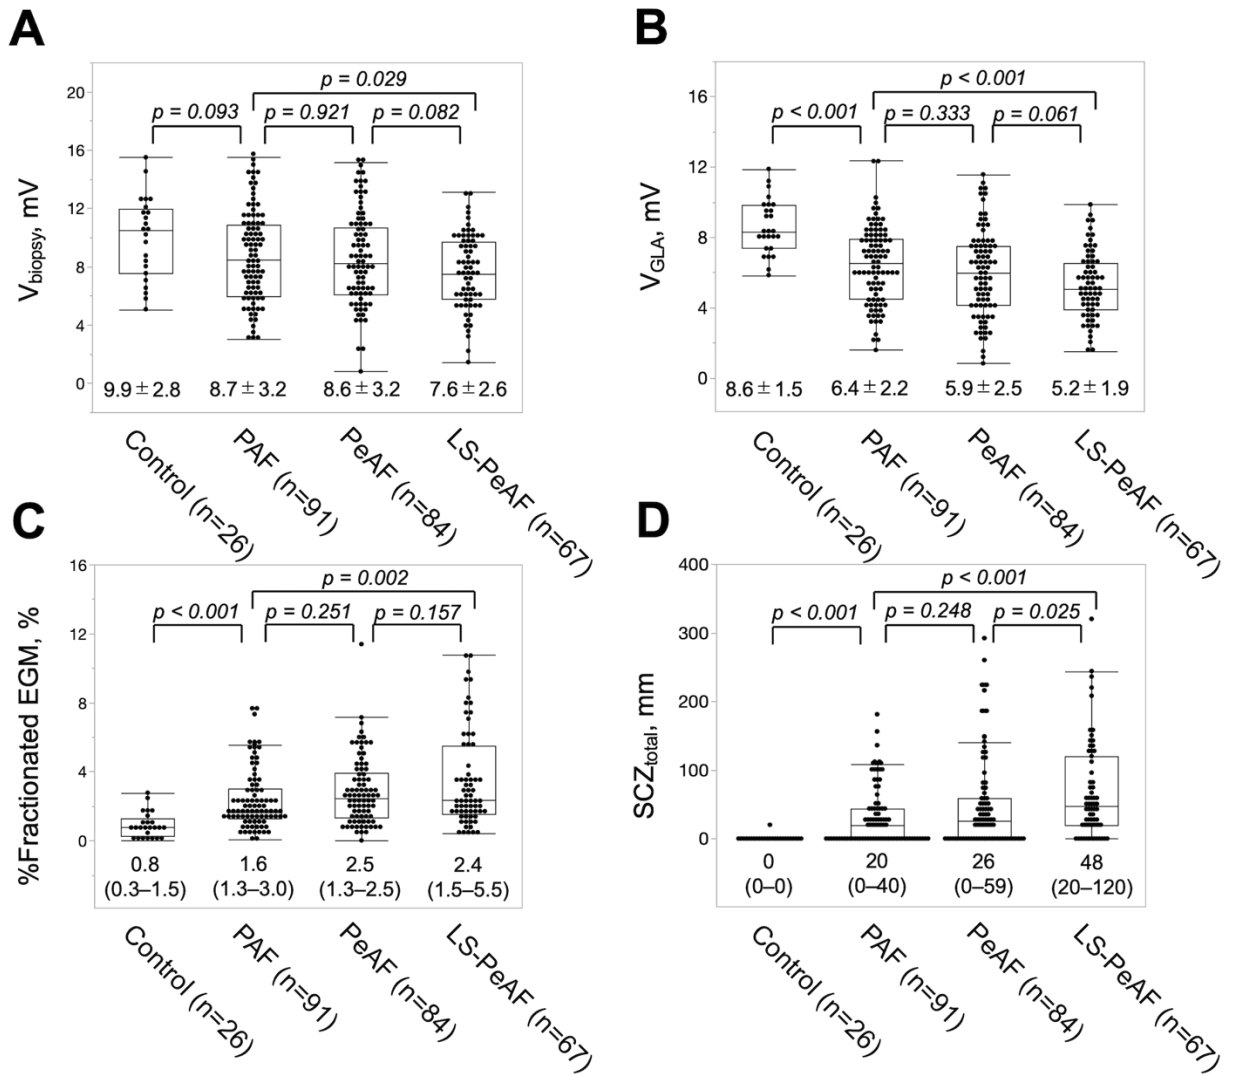 A
V_biopsy, mV
20
16
12
8
4
0
p = 0.029
p = 0.093
p = 0.921
p = 0.082
9.9 ± 2.8
8.7 ± 3.2
8.6 ± 3.2
7.6 ± 2.6
Control (n=26)
PAF (n=91)
PeAF (n=84)
LS-PeAF (n=67)
B
V_GLA, mV
16
12
8
4
0
p < 0.001
p < 0.001
p = 0.333
p = 0.061
8.6 ± 1.5
6.4 ± 2.2
5.9 ± 2.5
5.2 ± 1.9
Control (n=26)
PAF (n=91)
PeAF (n=84)
LS-PeAF (n=67)
C
%Fractionated EGM, %
16
12
8
4
0
p = 0.002
p < 0.001
p = 0.251
p = 0.157
0.8
(0.3–1.5)
1.6
(1.3–3.0)
2.5
(1.3–2.5)
2.4
(1.5–5.5)
Control (n=26)
PAF (n=91)
PeAF (n=84)
LS-PeAF (n=67)
D
SCZ_total, mm
400
300
200
100
0
p < 0.001
p < 0.001
p = 0.248
p = 0.025
0
(0–0)
20
(0–40)
26
(0–59)
48
(20–120)
Control (n=26)
PAF (n=91)
PeAF (n=84)
LS-PeAF (n=67)